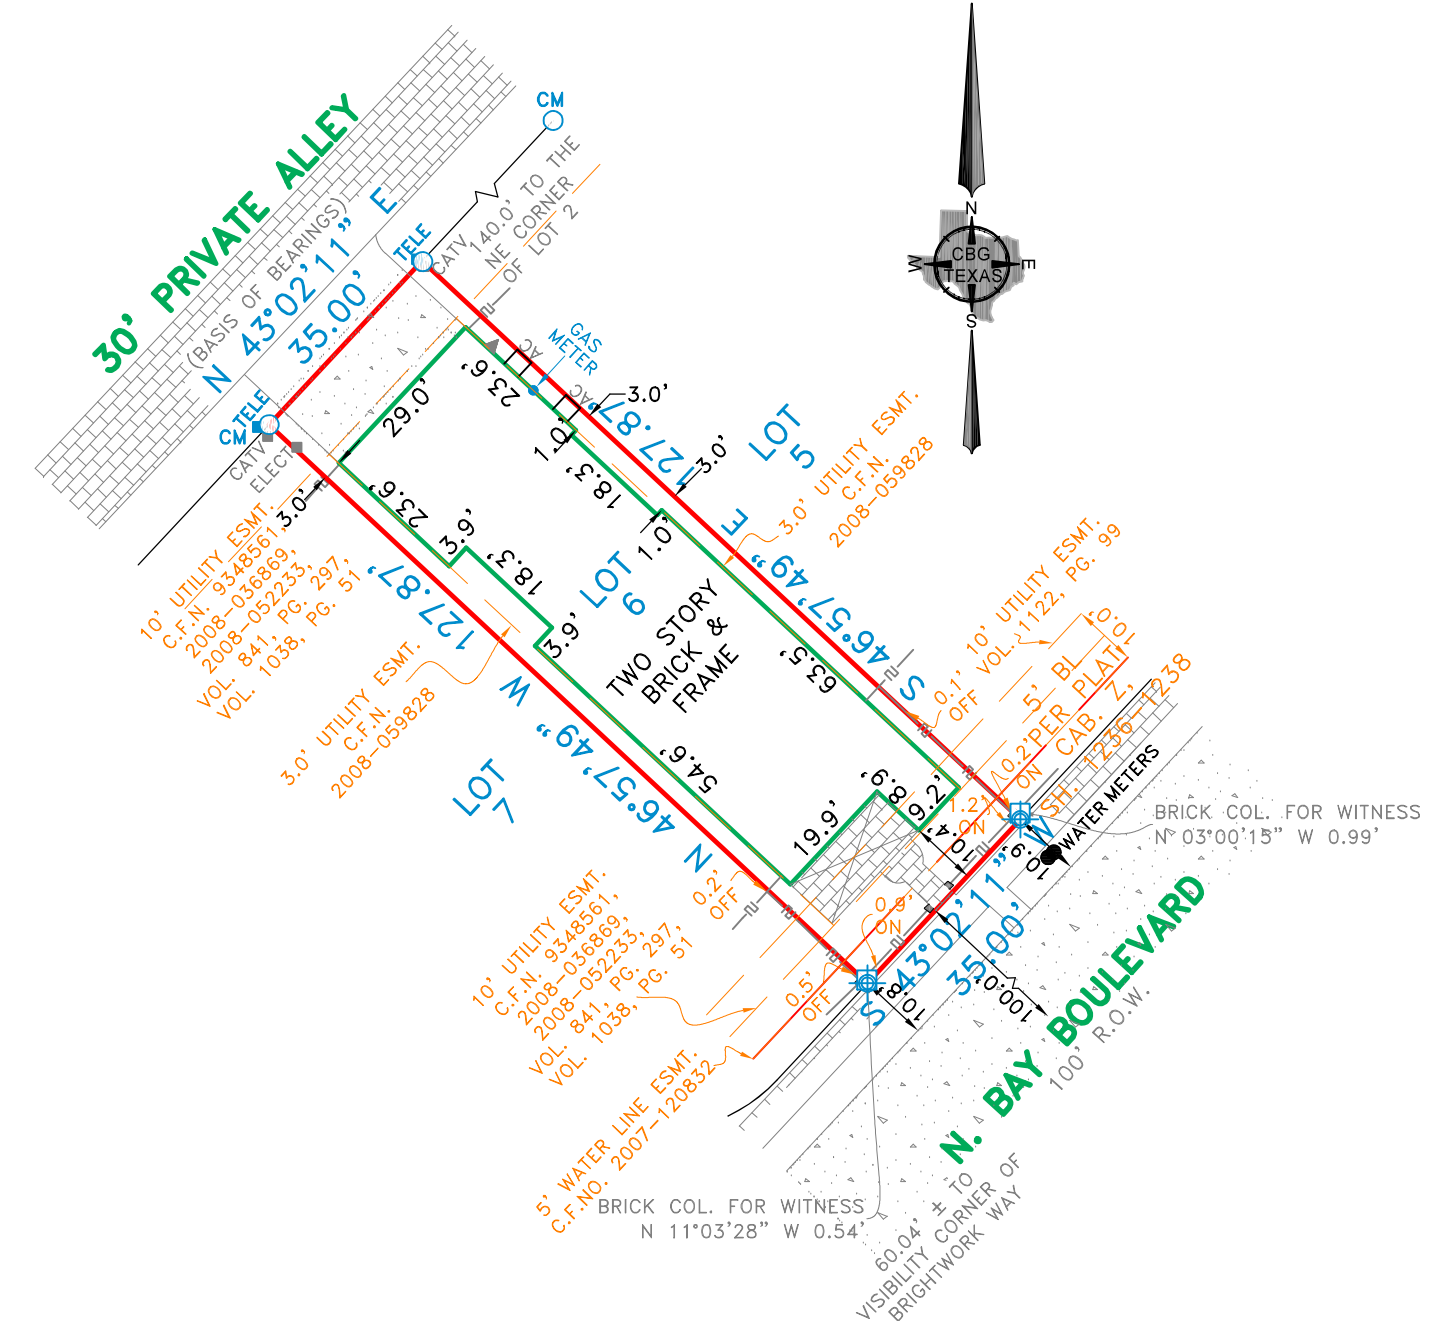 30' PRIVATE ALLEY
CM
(BASIS OF BEARINGS)
N 43°02'11" E
35.00'
TELE
CATV
140.0' TO THE
NE CORNER
OF LOT 2
N
W
E
S
CBG
TEXAS
TELE
CM
CATV
ELECT
3.0'
29.0'
23.6'
AC
GAS
METER
AC
1.0'
3.0'
127.87'
3.0'
LOT
5
18.3'
1.0'
3.0' UTILITY ESMT.
C.F.N.
2008-059828
23.6'
3.6'
18.3'
3.9'
LOT
6
TWO STORY
BRICK &
FRAME
10' UTIILITY ESMT.
C.F.N. 9348561,
2008-036869,
2008-052233,
VOL. 841, PG. 297,
VOL. 1038, PG. 51
127.87'
3.0' UTILITY ESMT.
C.F.N.
2008-059828
S 46°57'49" E
63.5'
0.1'
OFF
10' UTILITY ESMT.
VOL. 1122, PG. 99
10.0'
5' BL
PER PLAT
CAB. Z,
SH. 1236-1238
0.2'
ON
1.2'
ON
WATER METERS
BRICK COL. FOR WITNESS
N 03°00'15" W 0.99'
LOT
7
N 46°57'49" W
54.6'
19.9'
8.9'
6.2'
10.4'
10.9'
0.2'
OFF
0.9'
ON
0.5'
OFF
10.8'
S 43°02'11" W
35.00'
100.0'±
10' UTILITY ESMT.
C.F.N. 9348561,
2008-036869,
2008-052233,
VOL. 841, PG. 297,
VOL. 1038, PG. 51
5' WATER LINE ESMT.
C.F.NO. 2007-120832
N. BAY BOULEVARD
100' R.O.W.
BRICK COL. FOR WITNESS
N 11°03'28" W 0.54'
60.04' ± TO
VISIBILITY CORNER OF
BRIGHTWORK WAY